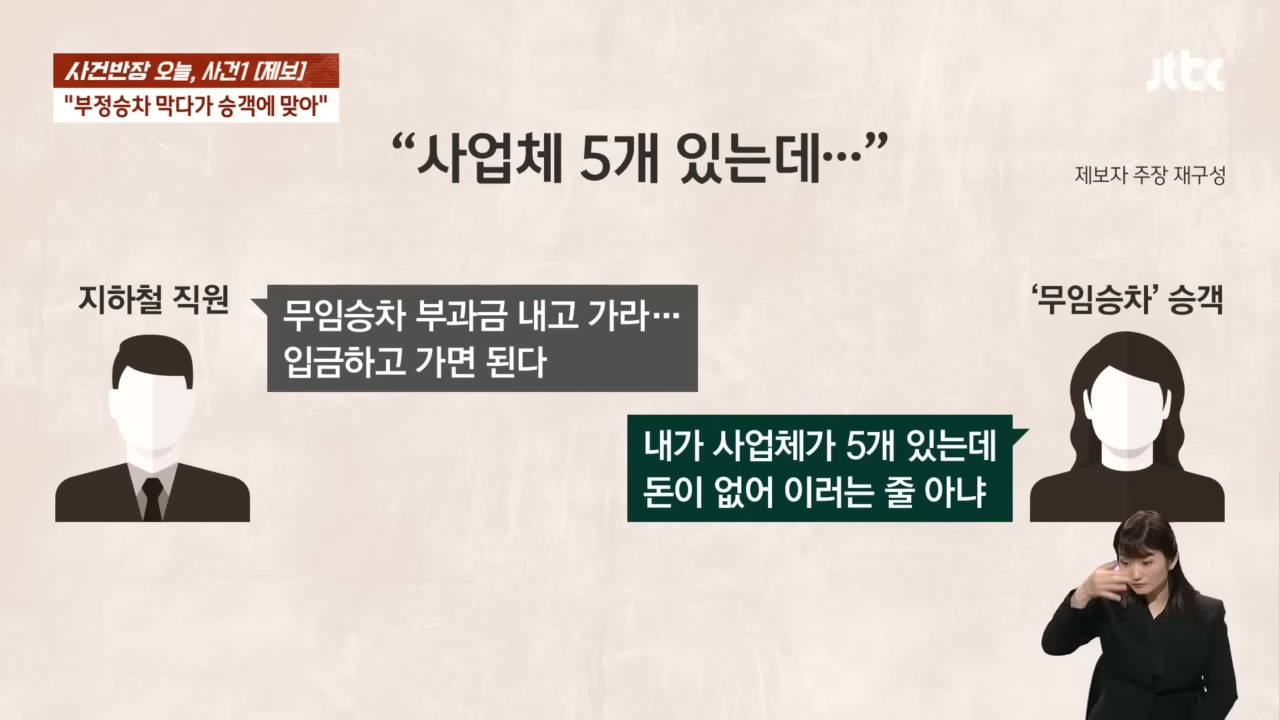 사건반장 오늘, 사건1 [제보]
"부정승차 막다가 승객에 맞아"
jtbc
“사업체 5개 있는데…”
제보자 주장 재구성
지하철 직원
무임승차 부과금 내고 가라…
입금하고 가면 된다
‘무임승차’ 승객
내가 사업체가 5개 있는데
돈이 없어 이러는 줄 아냐